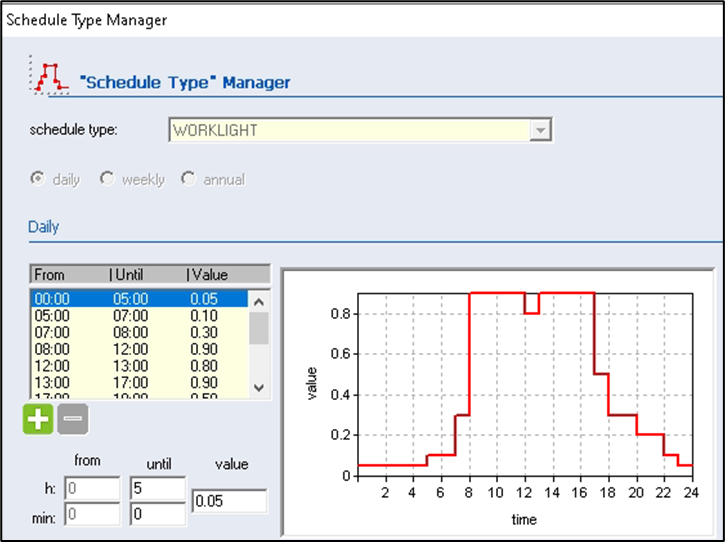 Schedule Type Manager
"Schedule Type" Manager
schedule type: WORKLIGHT
daily weekly annual
Daily
From | Until | Value
00:00 05:00 0.05
05:00 07:00 0.10
07:00 08:00 0.30
08:00 12:00 0.90
12:00 13:00 0.80
13:00 17:00 0.90
from until value
h: 0 5
0.05
min: 0 0
value
0.8
0.6
0.4
0.2
0
2 4 6 8 10 12 14 16 18 20 22 24
time